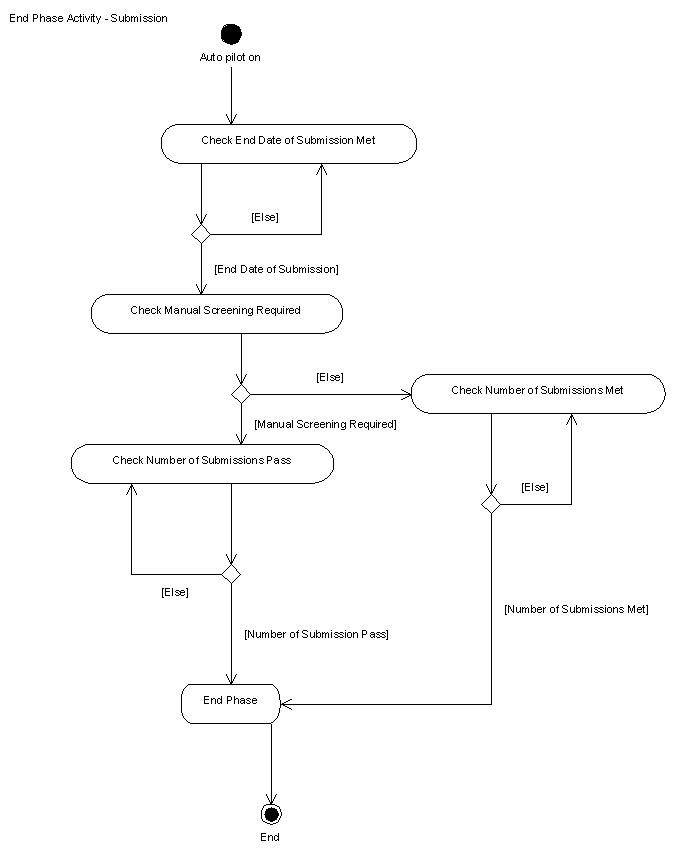 End Phase Activity - Submission
Auto pilot on
Check End Date of Submission Met
[Else]
[End Date of Submission]
Check Manual Screening Required
[Else]
Check Number of Submissions Met
[Manual Screening Required]
Check Number of Submissions Pass
[Else]
[Else]
[Number of Submissions Met]
[Number of Submission Pass]
End Phase
End